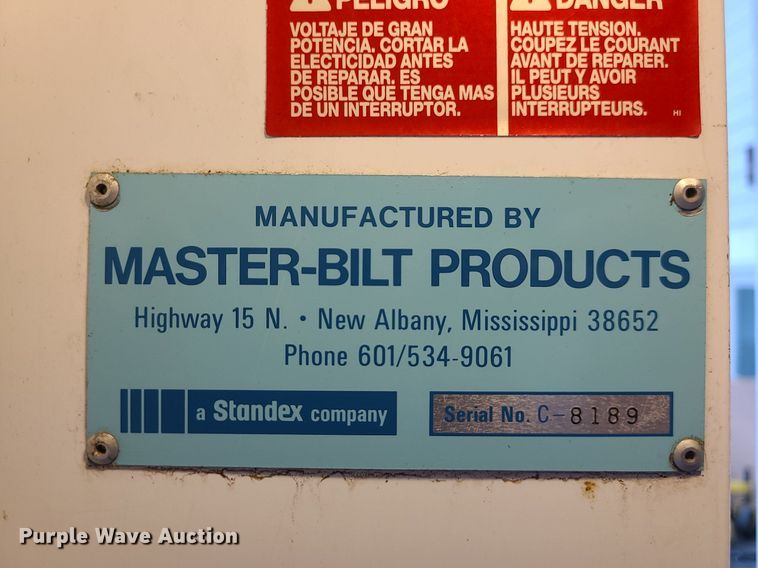 PELIGRO
VOLTAJE DE GRAN
POTENCIA. CORTAR LA
ELECTICIDAD ANTES
DE REPARAR. ES
POSIBLE QUE TENGA MAS
DE UN INTERRUPTOR.
DANGER
HAUTE TENSION.
COUPEZ LE COURANT
AVANT DE RÉPARER.
IL PEUT Y AVOIR
PLUSIEURS
INTERRUPTEURS.
HI
MANUFACTURED BY
MASTER-BILT PRODUCTS
Highway 15 N. • New Albany, Mississippi 38652
Phone 601/534-9061
a Standex company
Serial No. C-8189
Purple Wave Auction